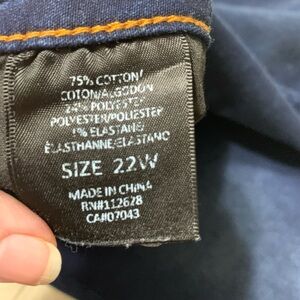 75% COTTON/
COTON/ALGODON
24% POLYESTER
POLYESTER/POLIESTER
1% ELASTANE
ÉLASTHANNE/ELASTANO
SIZE 22W
MADE IN CHINA
RN#112628
CA#07043